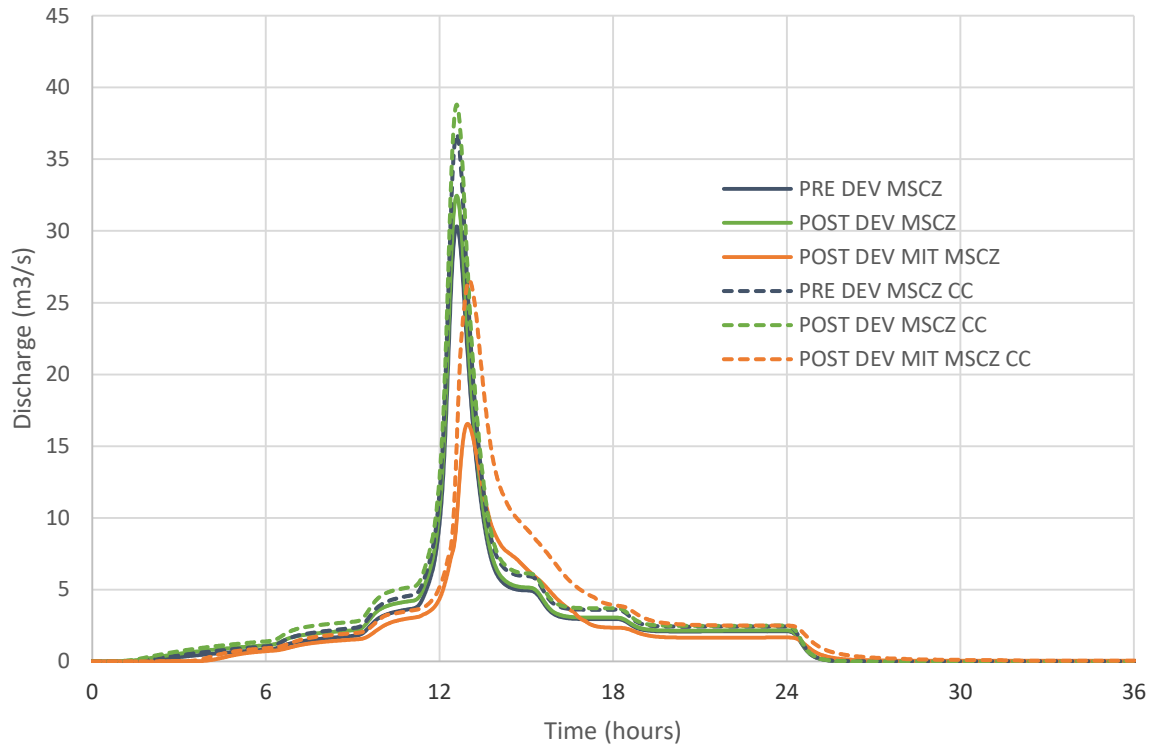 45
40
35
30
25
20
15
10
5
0
Discharge (m3/s)
PRE DEV MSCZ
POST DEV MSCZ
POST DEV MIT MSCZ
PRE DEV MSCZ CC
POST DEV MSCZ CC
POST DEV MIT MSCZ CC
0 6 12 18 24 30 36
Time (hours)